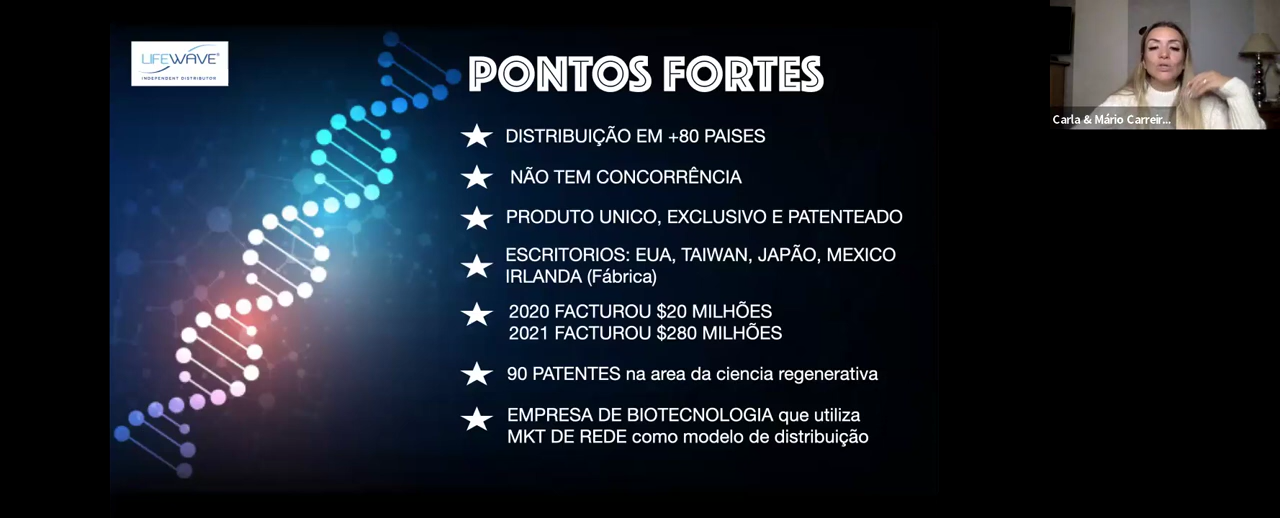 LIFEWAVE®
INDEPENDENT DISTRIBUTOR
PONTOS FORTES
DISTRIBUIÇÃO EM +80 PAISES
NÃO TEM CONCORRÊNCIA
PRODUTO UNICO, EXCLUSIVO E PATENTEADO
ESCRITORIOS: EUA, TAIWAN, JAPÃO, MEXICO
IRLANDA (Fábrica)
2020 FACTUROU $20 MILHÕES
2021 FACTUROU $280 MILHÕES
90 PATENTES na area da ciencia regenerativa
EMPRESA DE BIOTECNOLOGIA que utiliza
MKT DE REDE como modelo de distribuição
Carla & Mário Carreir...